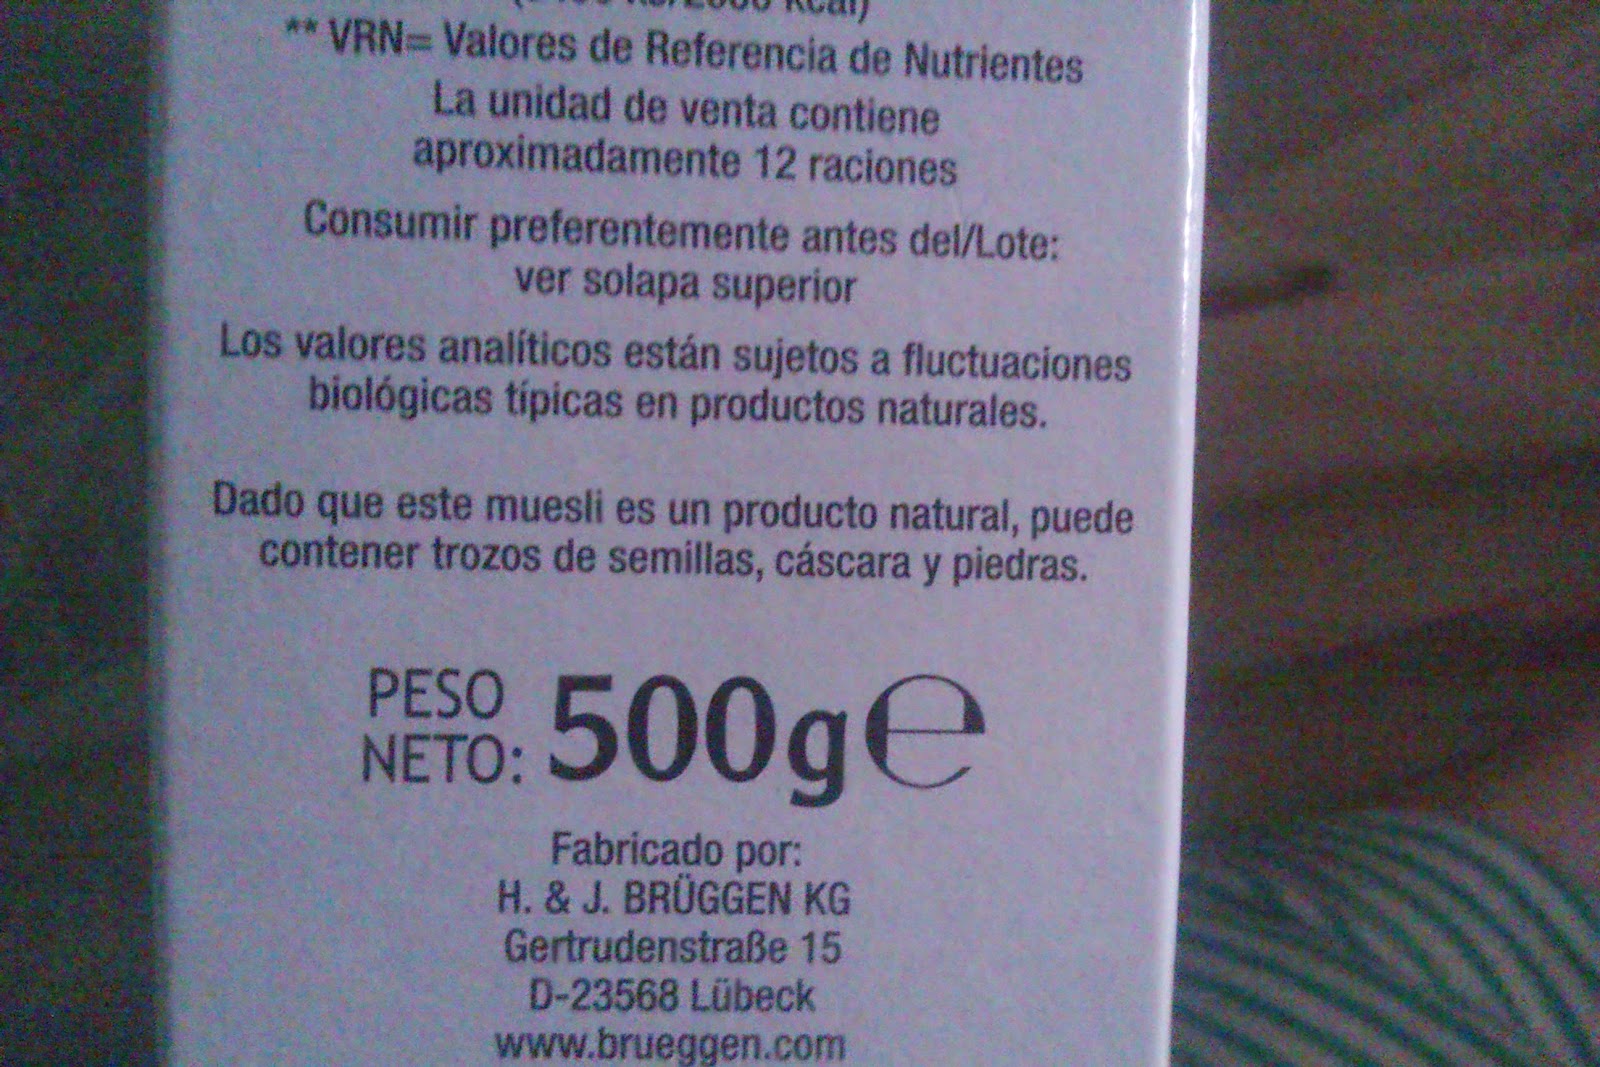 kcal)
** VRN= Valores de Referencia de Nutrientes
La unidad de venta contiene
aproximadamente 12 raciones
Consumir preferentemente antes del/Lote:
ver solapa superior
Los valores analíticos están sujetos a fluctuaciones
biológicas típicas en productos naturales.
Dado que este muesli es un producto natural, puede
contener trozos de semillas, cáscara y piedras.
PESO
NETO: 500g℮
Fabricado por:
H. & J. BRÜGGEN KG
Gertrudenstraße 15
D-23568 Lübeck
www.brueggen.com